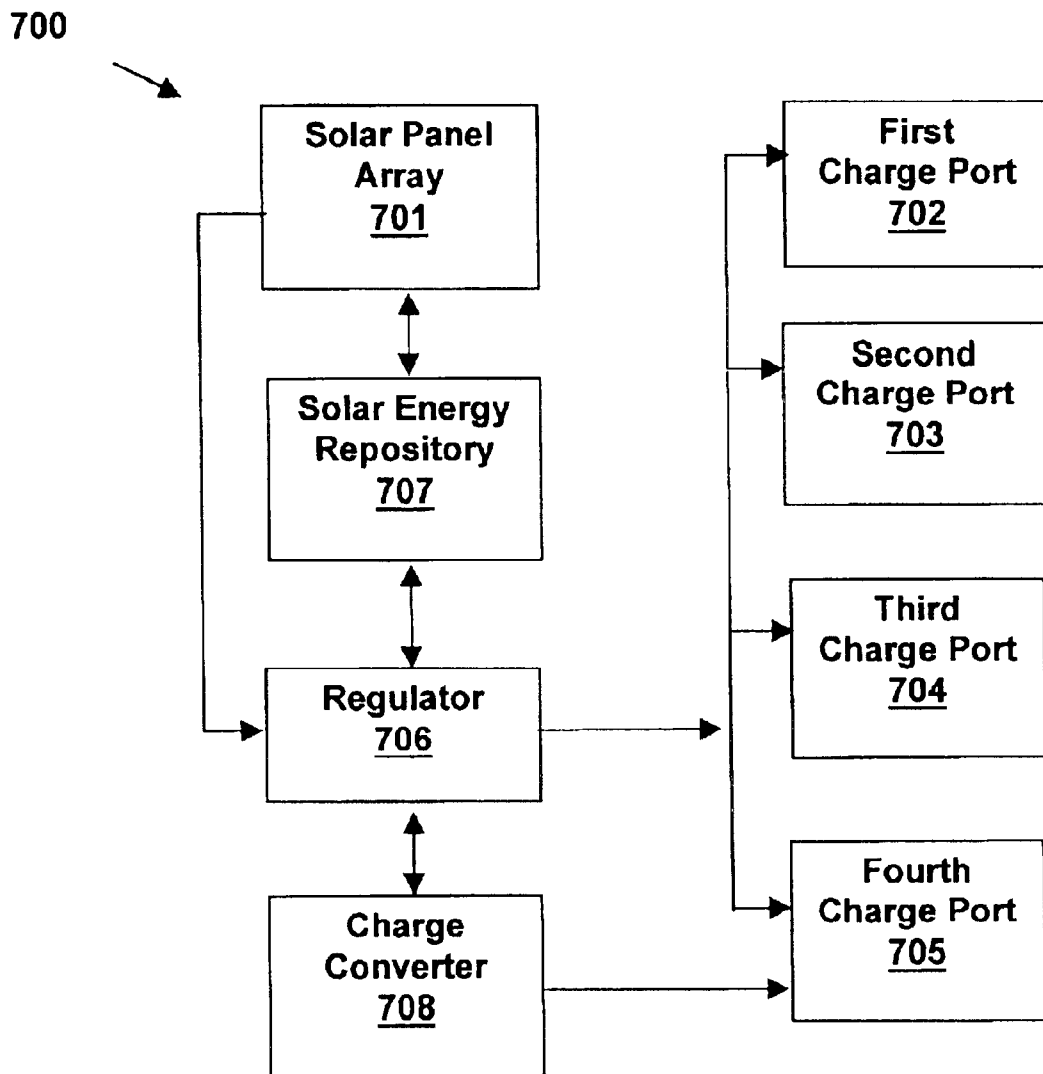 700
Solar Panel
Array
701
Solar Energy
Repository
707
Regulator
706
Charge
Converter
708
First
Charge Port
702
Second
Charge Port
703
Third
Charge Port
704
Fourth
Charge Port
705